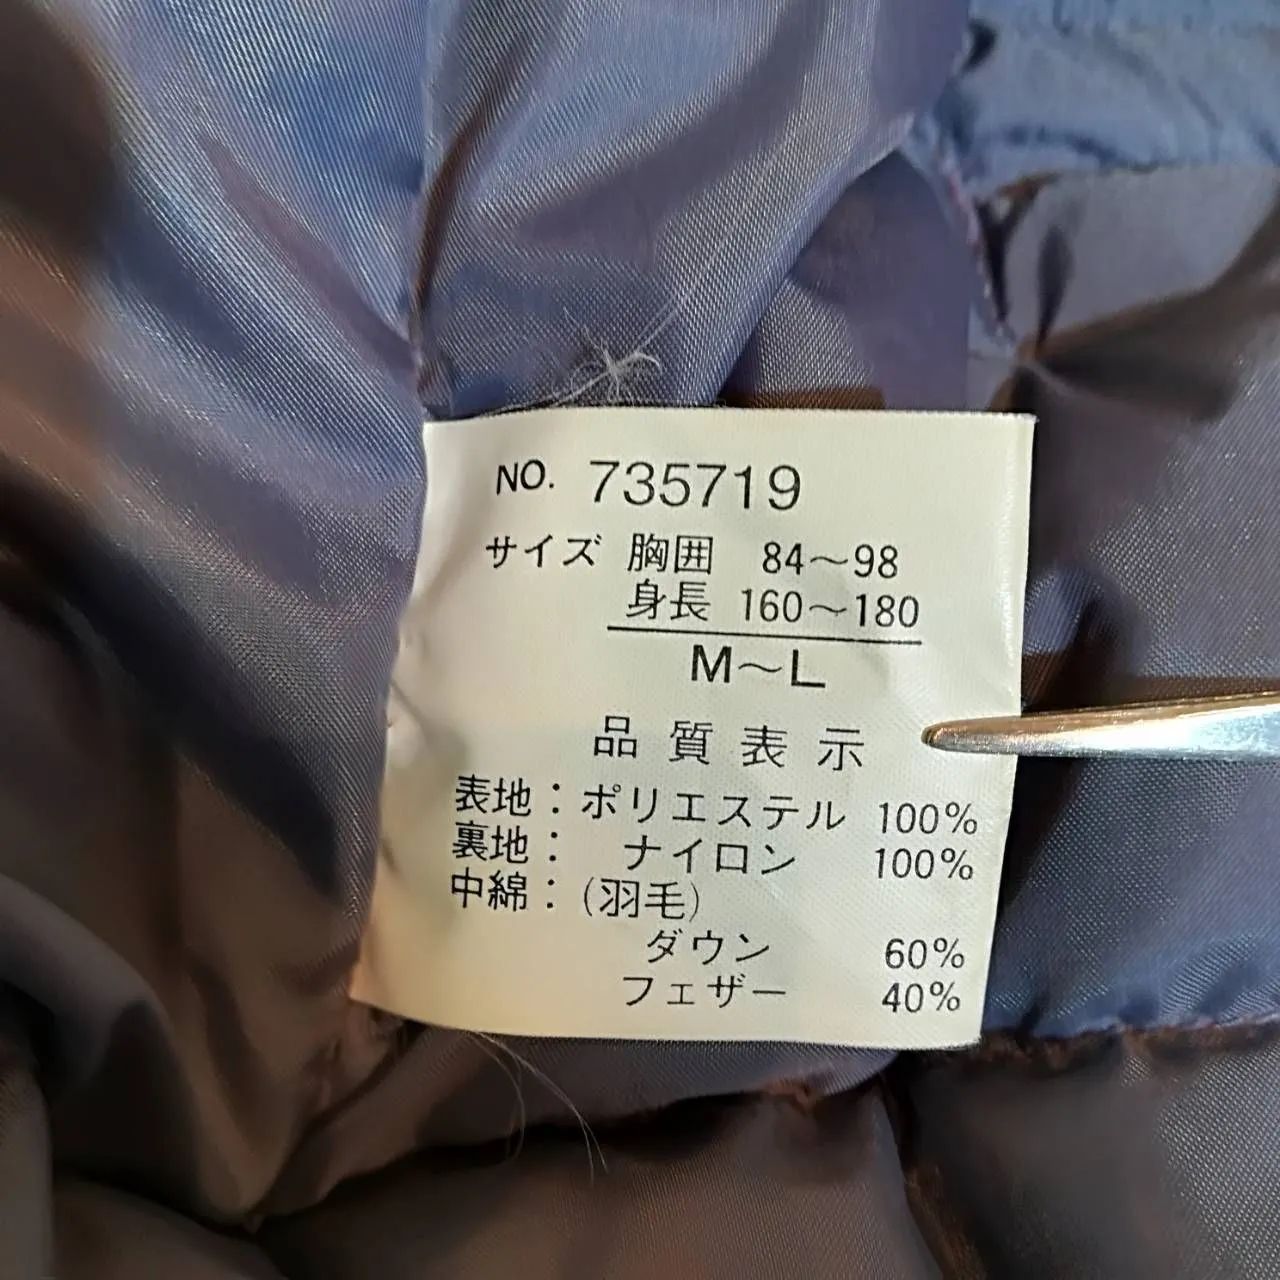 NO. 735719
サイズ 胸囲 84〜98
身長 160〜180
M〜L
品質表示
表地：ポリエステル 100%
裏地： ナイロン 100%
中綿：(羽毛)
ダウン 60%
フェザー 40%